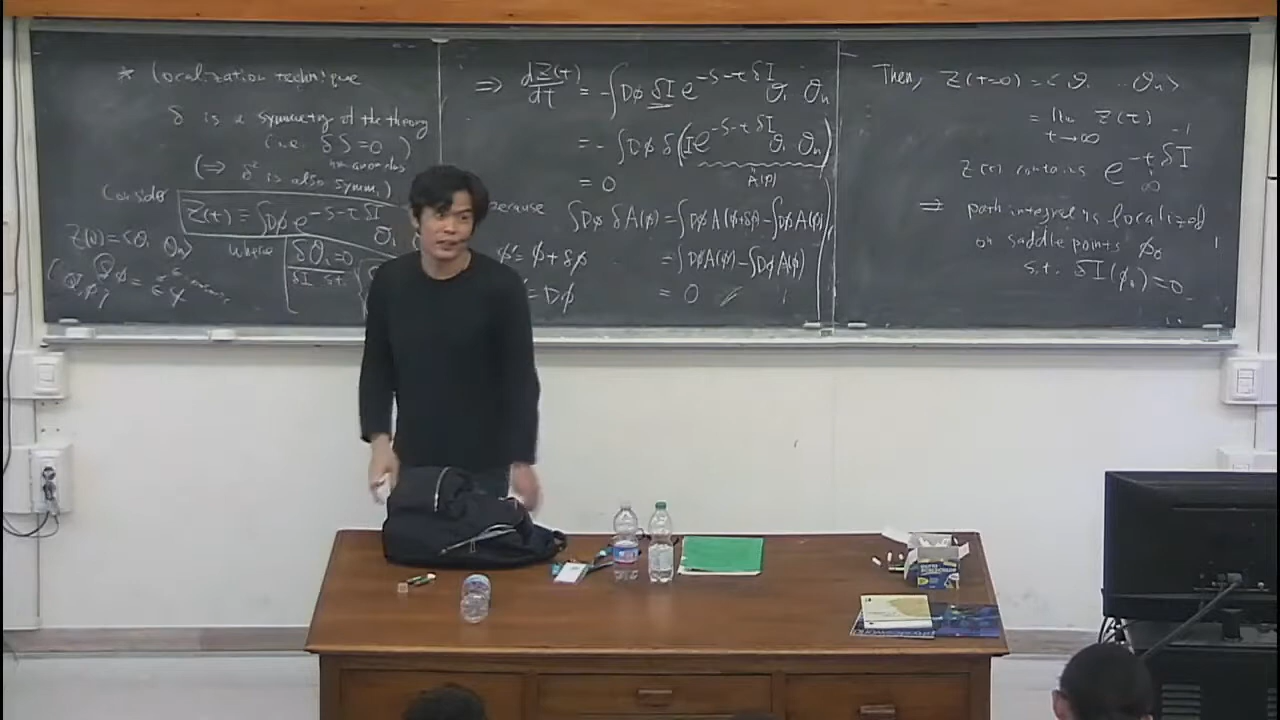 * Localization technique
δ is a symmetry of the theory
(i.e. δS=0 )
no anomalies
(⇒ δ² is also symm.)
Consider
Z(t) = ∫Dφ e^{-S-tδI} O₁
Z(0)=<O₁ Oₙ>
where δO₁=0
δI s.t.
⇒ dZ(t)/dt = -∫Dφ δI e^{-S-tδI} O₁ Oₙ
= -∫Dφ δ(I e^{-S-tδI} O₁ Oₙ)
A(φ)
= 0
because ∫Dφ δA(φ) = ∫Dφ A(φ+δφ) - ∫Dφ A(φ)
φ'= φ + δφ = ∫Dφ A(φ) - ∫Dφ A(φ)
= Dφ = 0
Then, Z(t=0) = <O₁ ... Oₙ>
= lim Z(t)
t→∞
Z(t) contains e^{-tδI}
⇒ path integral is localized
on saddle points φ₀
s.t. δI(φ₀)=0